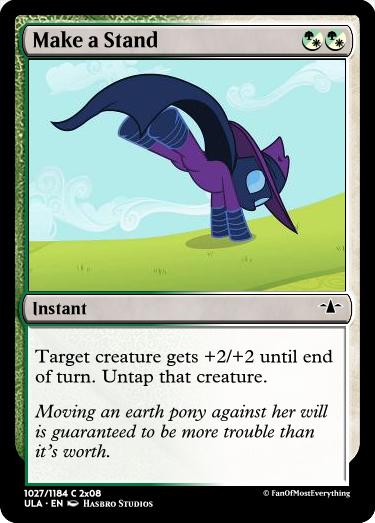 Make a Stand
Instant
Target creature gets +2/+2 until end
of turn. Untap that creature.
Moving an earth pony against her will
is guaranteed to be more trouble than
it's worth.
1027/1184 C 2x08
ULA • EN Hasbro Studios
© FanOfMostEverything